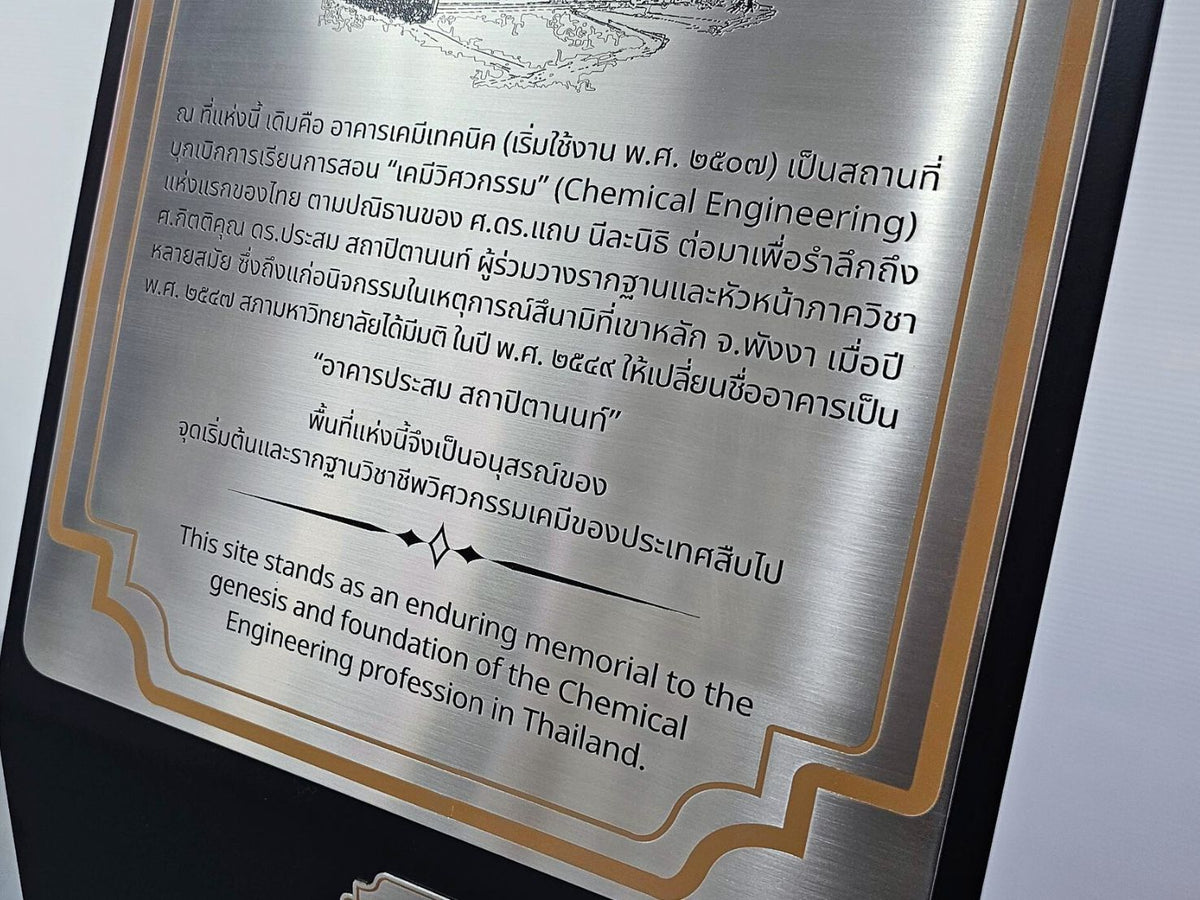 ณ ที่แห่งนี้ เดิมคือ อาคารเคมีเทคนิค (เริ่มใช้งาน พ.ศ. ๒๕๐๗) เป็นสถานที่
บุกเบิกการเรียนการสอน “เคมีวิศวกรรม” (Chemical Engineering)
แห่งแรกของไทย ตามปณิธานของ ศ.ดร.แถบ นีละนิธิ ต่อมาเพื่อรำลึกถึง
ศ.กิตติคุณ ดร.ประสม สถาปิตานนท์ ผู้ร่วมวางรากฐานและหัวหน้าภาควิชา
หลายสมัย ซึ่งถึงแก่อนิจกรรมในเหตุการณ์สึนามิที่เขาหลัก จ.พังงา เมื่อปี
พ.ศ. ๒๕๔๗ สภามหาวิทยาลัยได้มีมติ ในปี พ.ศ. ๒๕๔๙ ให้เปลี่ยนชื่ออาคารเป็น
“อาคารประสม สถาปิตานนท์”
พื้นที่แห่งนี้จึงเป็นอนุสรณ์ของ
จุดเริ่มต้นและรากฐานวิชาชีพวิศวกรรมเคมีของประเทศสืบไป
This site stands as an enduring memorial to the
genesis and foundation of the Chemical
Engineering profession in Thailand.